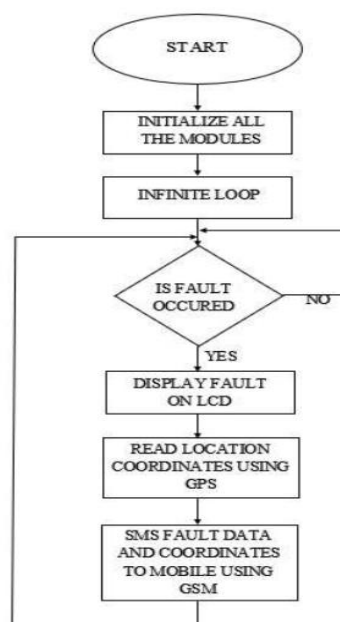 START
INITIALIZE ALL
THE MODULES
INFINITE LOOP
IS FAULT
OCCURED
NO
YES
DISPLAY FAULT
ON LCD
READ LOCATION
COORDINATES USING
GPS
SMS FAULT DATA
AND COORDINATES
TO MOBILE USING
GSM